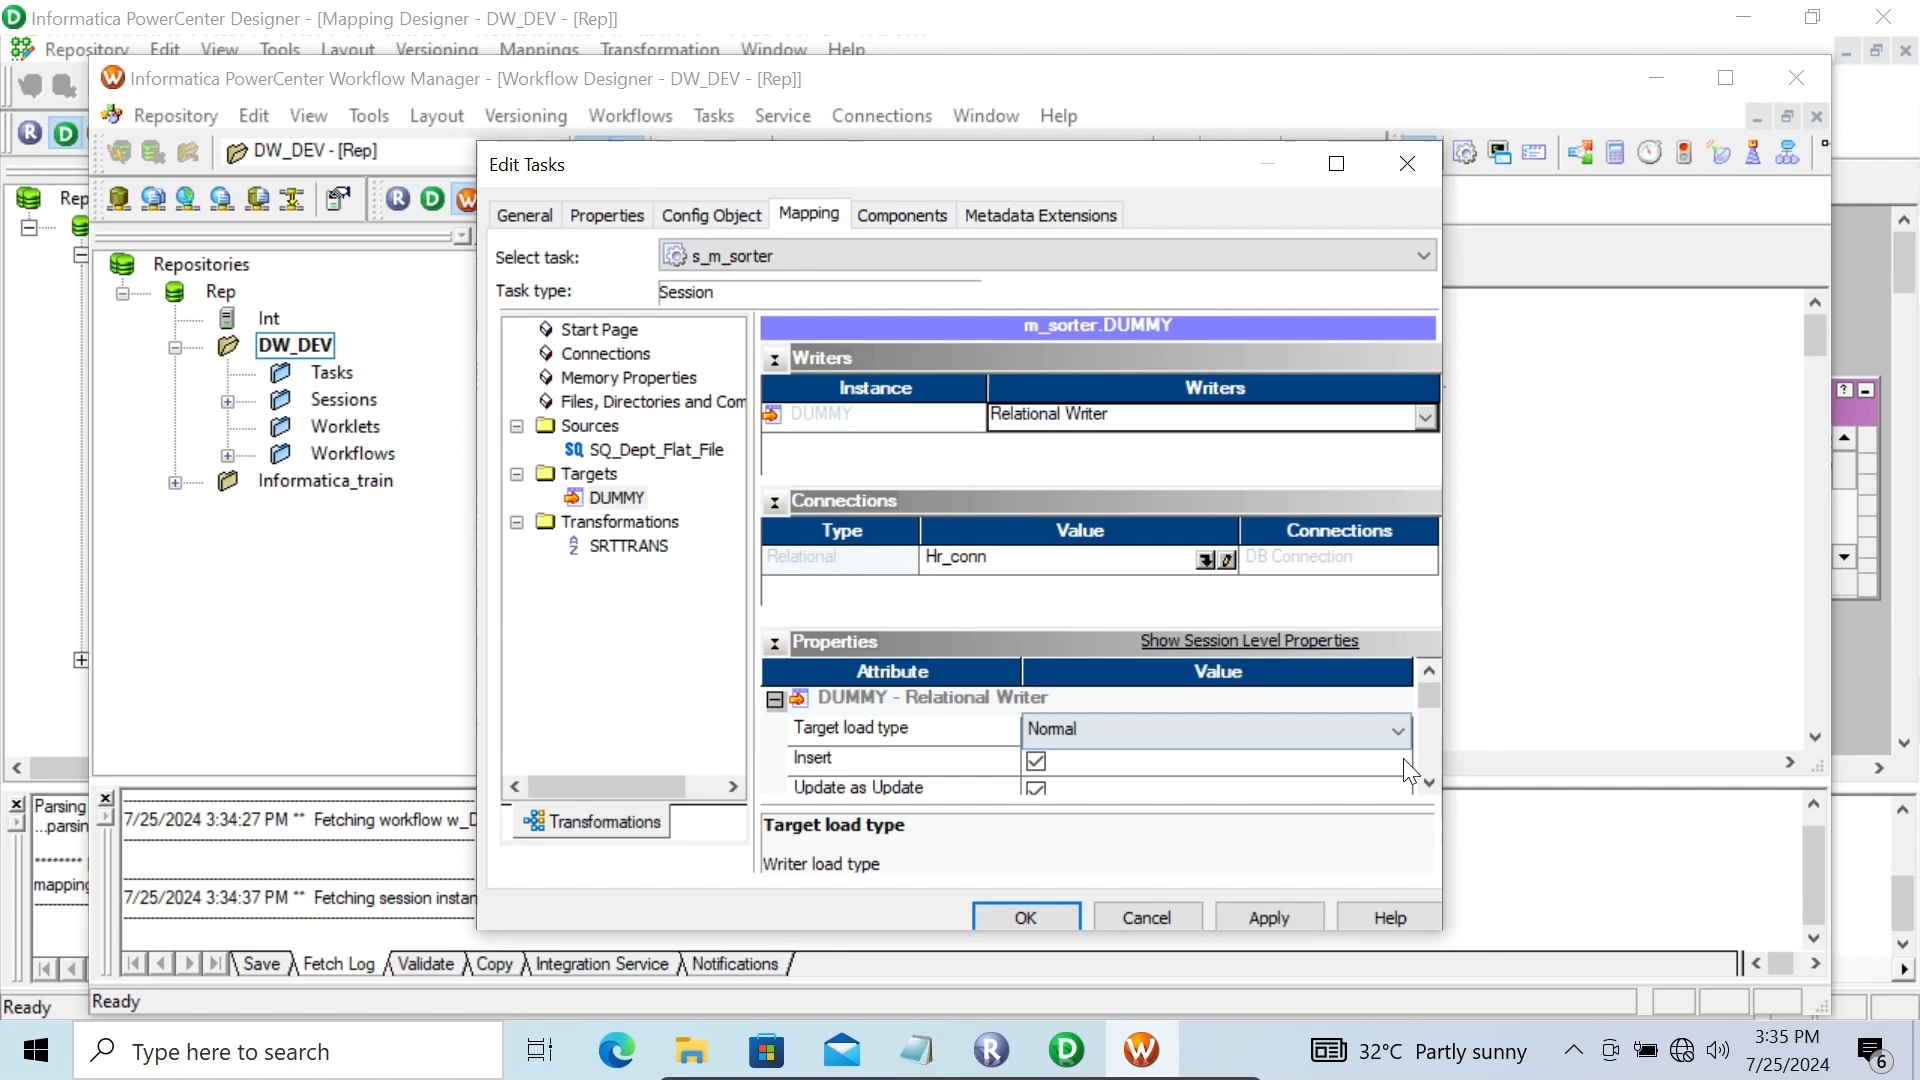 Informatica PowerCenter Designer - [Mapping Designer - DW_DEV - [Rep]]
Repository Edit View Tools Layout Versioning Mappings Transformation Window Help
Informatica PowerCenter Workflow Manager - [Workflow Designer - DW_DEV - [Rep]]
Repository Edit View Tools Layout Versioning Workflows Tasks Service Connections Window Help
DW_DEV - [Rep]
R D
R D W
Rep
Repositories
Rep
Int
DW_DEV
Tasks
Sessions
Worklets
Workflows
Informatica_train
Edit Tasks
General Properties Config Object Mapping Components Metadata Extensions
Select task: s_m_sorter
Task type: Session
Start Page
Connections
Memory Properties
Files, Directories and Com
Sources
SQ SQ_Dept_Flat_File
Targets
DUMMY
Transformations
SRTTRANS
Transformations
m_sorter.DUMMY
Writers
Instance Writers
DUMMY Relational Writer
Connections
Type Value Connections
Relational Hr_conn DB Connection
Properties Show Session Level Properties
Attribute Value
DUMMY - Relational Writer
Target load type Normal
Insert
Update as Update
Target load type
Writer load type
OK Cancel Apply Help
Parsing
...parsin
********
mapping
7/25/2024 3:34:27 PM ** Fetching workflow w_D
7/25/2024 3:34:37 PM ** Fetching session instan
Save Fetch Log Validate Copy Integration Service Notifications
Ready
Ready
Type here to search
32°C Partly sunny
3:35 PM
7/25/2024
6